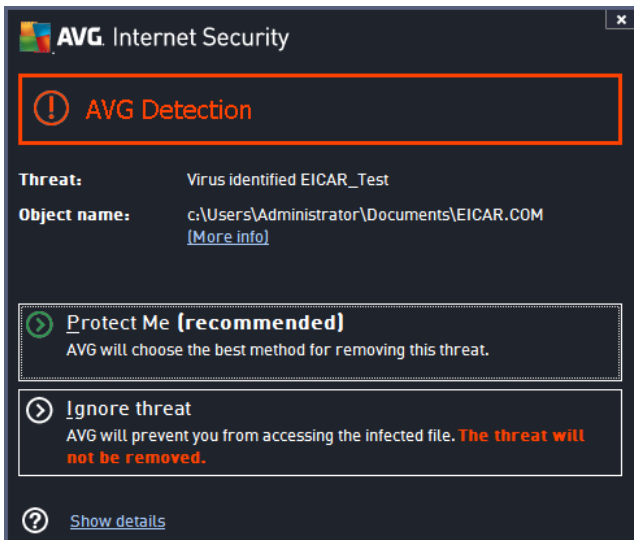 AVG. Internet Security
x
AVG Detection
Threat: Virus identified EICAR_Test
Object name: c:\Users\Administrator\Documents\EICAR.COM
(More info)
Protect Me (recommended)
AVG will choose the best method for removing this threat.
Ignore threat
AVG will prevent you from accessing the infected file. The threat will
not be removed.
? Show details